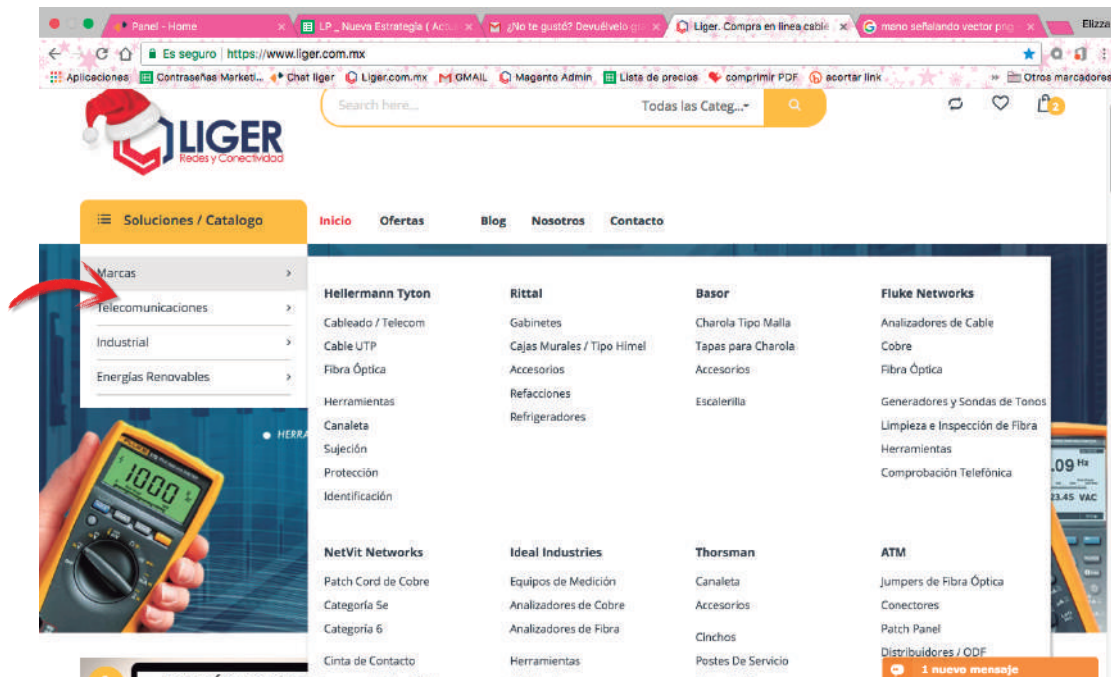 Panel - Home
LP _ Nueva Estrategia ( Actu
¿No te gustó? Devuélvelo gr
Liger. Compra en linea cable
mano señalando vector png
Elizza
Es seguro https://www.liger.com.mx
Aplicaciones
Contraseñas Marketi...
Chat liger
Liger.com.mx
GMAIL
Magento Admin
Lista de precios
comprimir PDF
acortar link
Otros marcadores
Search here...
Todas las Categ...
2
LIGER
Redes y Conectividad
Soluciones / Catalogo
Inicio
Ofertas
Blog
Nosotros
Contacto
Marcas
Telecomunicaciones
Industrial
Energías Renovables
Hellermann Tyton
Cableado / Telecom
Cable UTP
Fibra Óptica
Herramientas
Canaleta
Sujeción
Protección
Identificación
Rittal
Gabinetes
Cajas Murales / Tipo Himel
Accesorios
Refacciones
Refrigeradores
Basor
Charola Tipo Malla
Tapas para Charola
Accesorios
Escalerilla
Fluke Networks
Analizadores de Cable
Cobre
Fibra Óptica
Generadores y Sondas de Tonos
Limpieza e Inspección de Fibra
Herramientas
Comprobación Telefónica
HERRA
1000
.09 Hz
23.45 VAC
NetVit Networks
Patch Cord de Cobre
Categoría 5e
Categoría 6
Cinta de Contacto
Ideal Industries
Equipos de Medición
Analizadores de Cobre
Analizadores de Fibra
Herramientas
Thorsman
Canaleta
Accesorios
Cinchos
Postes De Servicio
ATM
Jumpers de Fibra Óptica
Conectores
Patch Panel
Distribuidores / ODF
1 nuevo mensaje